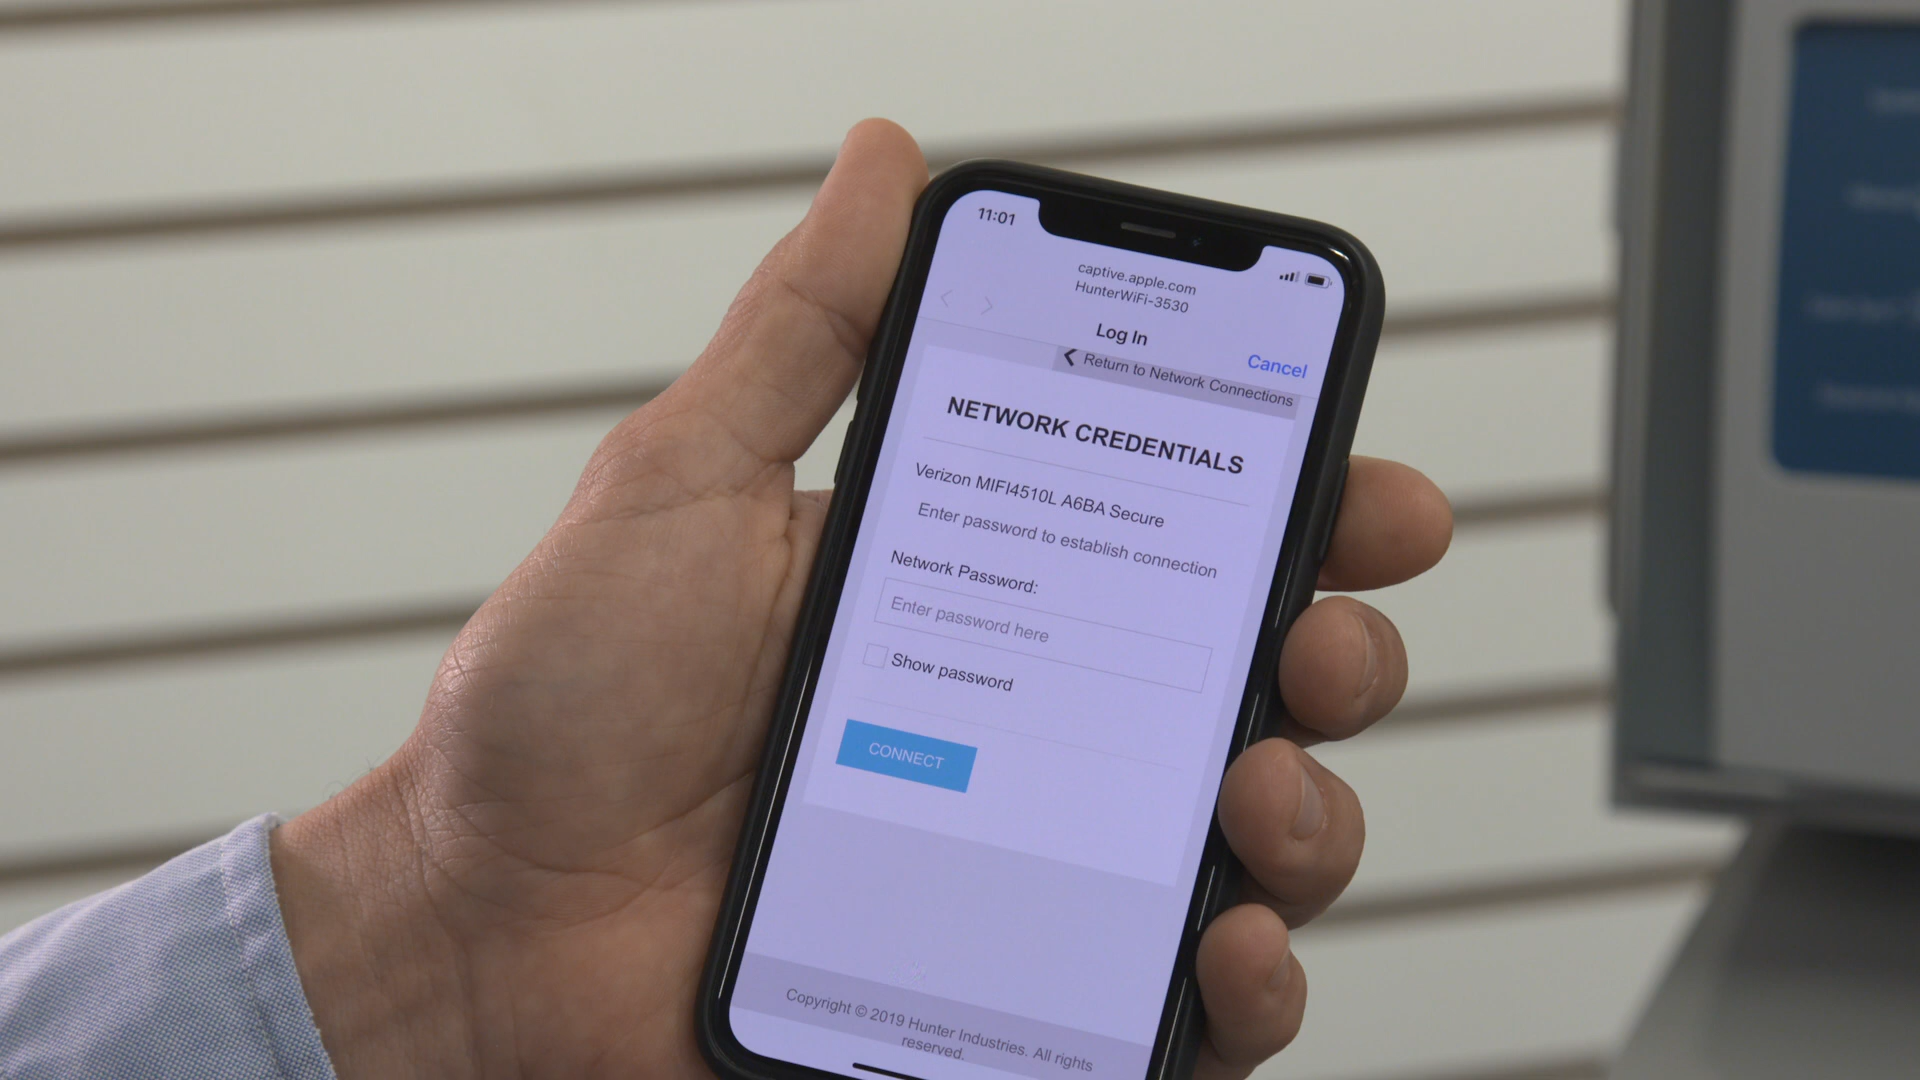 11:01
captive.apple.com
HunterWiFi-3530
Log In
Cancel
Return to Network Connections
NETWORK CREDENTIALS
Verizon MIFI4510L A6BA Secure
Enter password to establish connection
Network Password:
Enter password here
Show password
CONNECT
Copyright © 2019 Hunter Industries. All rights
reserved.